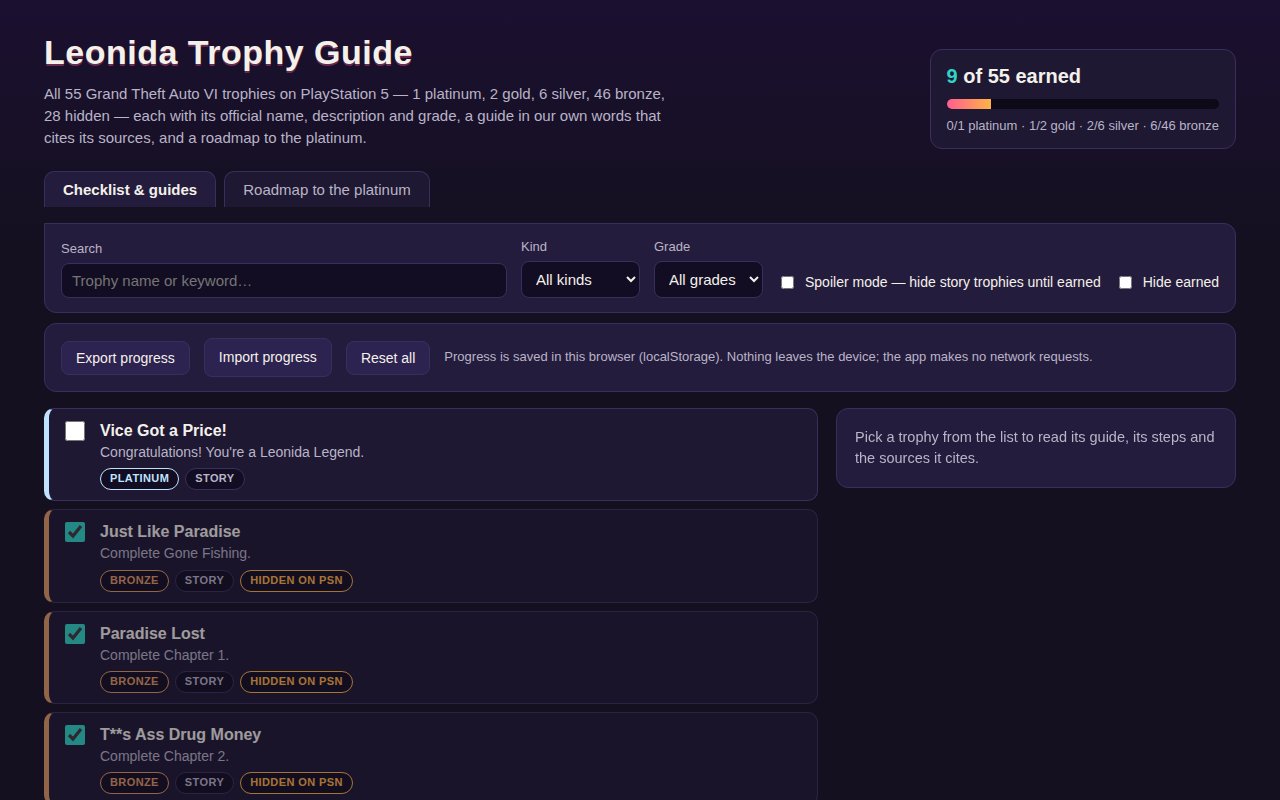 Leonida Trophy Guide
All 55 Grand Theft Auto VI trophies on PlayStation 5 — 1 platinum, 2 gold, 6 silver, 46 bronze,
28 hidden — each with its official name, description and grade, a guide in our own words that
cites its sources, and a roadmap to the platinum.
9 of 55 earned
0/1 platinum · 1/2 gold · 2/6 silver · 6/46 bronze
Checklist & guides
Roadmap to the platinum
Search
Trophy name or keyword…
Kind
All kinds
Grade
All grades
Spoiler mode — hide story trophies until earned
Hide earned
Export progress
Import progress
Reset all
Progress is saved in this browser (localStorage). Nothing leaves the device; the app makes no network requests.
Vice Got a Price!
Congratulations! You're a Leonida Legend.
PLATINUM
STORY
Just Like Paradise
Complete Gone Fishing.
BRONZE
STORY
HIDDEN ON PSN
Paradise Lost
Complete Chapter 1.
BRONZE
STORY
HIDDEN ON PSN
T**s Ass Drug Money
Complete Chapter 2.
BRONZE
STORY
HIDDEN ON PSN
Pick a trophy from the list to read its guide, its steps and
the sources it cites.